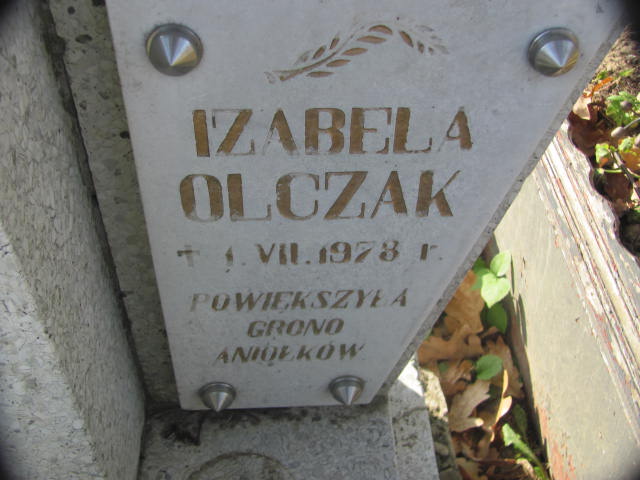 IZABELA
OLCZAK
† 1. VII. 1978 r.
POWIĘKSZYŁA
GRONO
ANIOŁKÓW